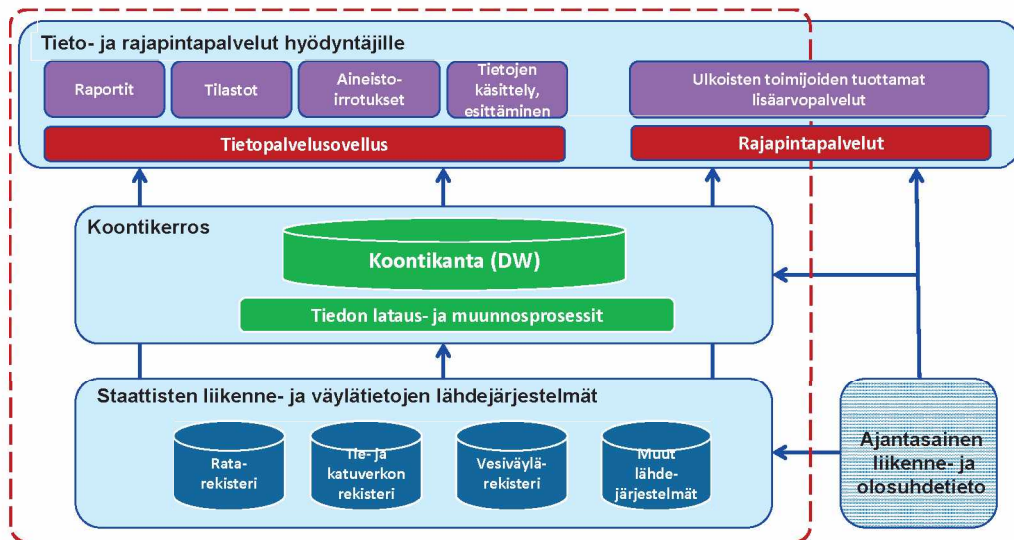 Tieto- ja rajapintapalvelut hyödyntäjille
Raportit
Tilastot
Aineisto-
irrotukset
Tietojen
käsittely,
esittäminen
Ulkoisten toimijoiden tuottamat
lisäarvopalvelut
Tietopalvelusovellus
Rajapintapalvelut
Koontikerros
Koontikanta (DW)
Tiedon lataus- ja muunnosprosessit
Staattisten liikenne- ja väylätietojen lähdejärjestelmät
Rata-
rekisteri
Tie- ja
katuverkon
rekisteri
Vesiväylä-
rekisteri
Muut
lähde-
järjestelmät
Ajantasainen
liikenne- ja
olosuhdetieto